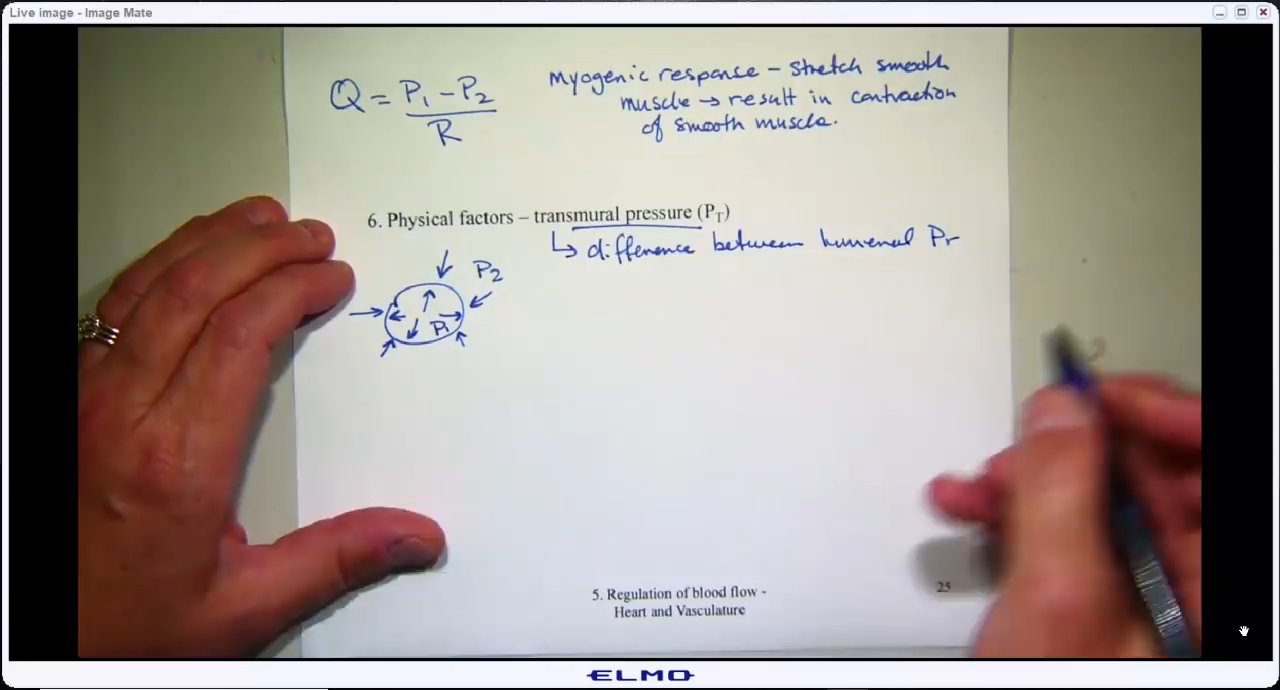 Live image - Image Mate
Q = P1 - P2 / R
Myogenic response - stretch smooth
muscle → result in contraction
of smooth muscle.
6. Physical factors – transmural pressure (PT)
↳ difference between lumenal Pr
P2
P1
5. Regulation of blood flow -
Heart and Vasculature
25
ELMO